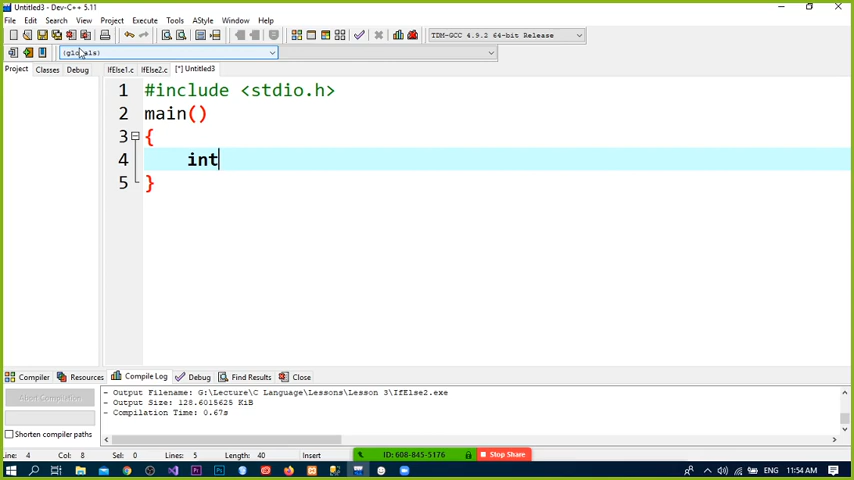 Untitled3 - Dev-C++ 5.11
File Edit Search View Project Execute Tools AStyle Window Help
TDM-GCC 4.9.2 64-bit Release
(globals)
Project Classes Debug IfElse1.c IfElse2.c [*] Untitled3
1 #include <stdio.h>
2 main()
3 {
4 int
5 }
Compiler Resources Compile Log Debug Find Results Close
Abort Compilation
Shorten compiler paths
- Output Filename: G:\Lecture\C Language\Lessons\Lesson 3\IfElse2.exe
- Output Size: 128.6015625 KiB
- Compilation Time: 0.67s
Line: 4 Col: 8 Sel: 0 Lines: 5 Length: 40 Insert
ID: 608-845-5176 Stop Share
ENG 11:54 AM